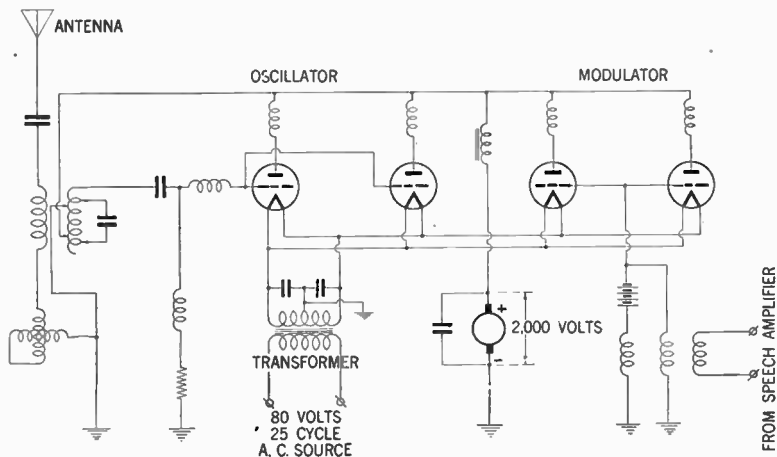 ANTENNA
OSCILLATOR
MODULATOR
+
2,000 VOLTS
-
TRANSFORMER
80 VOLTS
25 CYCLE
A. C. SOURCE
FROM SPEECH AMPLIFIER